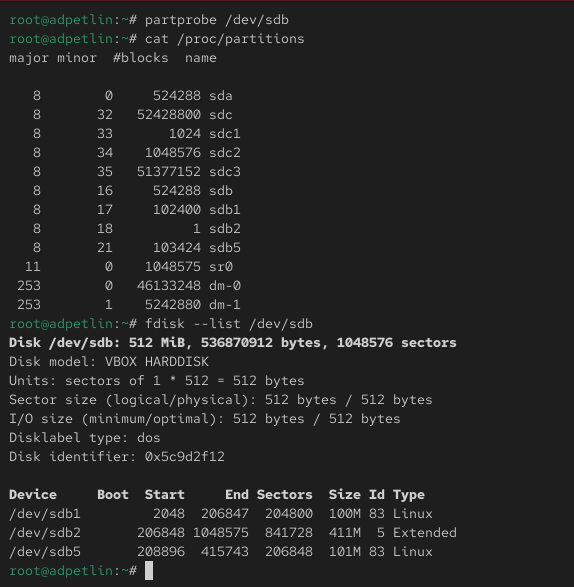 root@adpetlin:~# partprobe /dev/sdb
root@adpetlin:~# cat /proc/partitions
major minor  #blocks  name

   8        0     524288 sda
   8       32   52428800 sdc
   8       33       1024 sdc1
   8       34    1048576 sdc2
   8       35   51377152 sdc3
   8       16     524288 sdb
   8       17     102400 sdb1
   8       18          1 sdb2
   8       21     103424 sdb5
  11        0    1048575 sr0
 253        0   46133248 dm-0
 253        1    5242880 dm-1
root@adpetlin:~# fdisk --list /dev/sdb
Disk /dev/sdb: 512 MiB, 536870912 bytes, 1048576 sectors
Disk model: VBOX HARDDISK
Units: sectors of 1 * 512 = 512 bytes
Sector size (logical/physical): 512 bytes / 512 bytes
I/O size (minimum/optimal): 512 bytes / 512 bytes
Disklabel type: dos
Disk identifier: 0x5c9d2f12

Device     Boot  Start     End Sectors  Size Id Type
/dev/sdb1         2048  206847  204800  100M 83 Linux
/dev/sdb2       206848 1048575  841728  411M  5 Extended
/dev/sdb5       208896  415743  206848  101M 83 Linux
root@adpetlin:~#